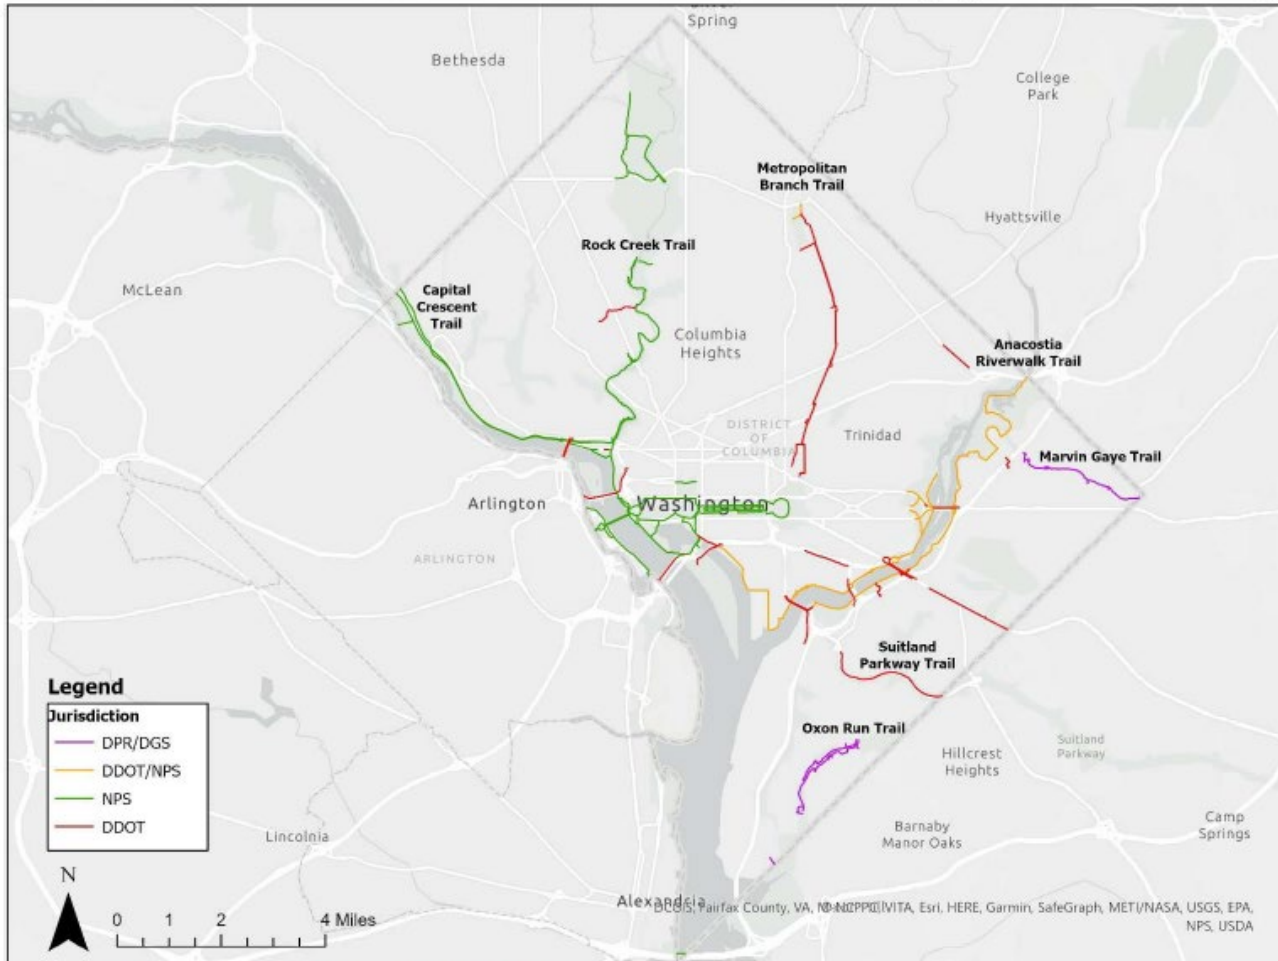 Spring
Bethesda
College
Park
Metropolitan
Branch Trail
Hyattsville
Rock Creek Trail
McLean
Capital
Crescent
Trail
Columbia
Heights
Anacostia
Riverwalk Trail
DISTRICT
OF
COLUMBIA
Trinidad
Marvin Gaye Trail
Arlington
Washington
ARLINGTON
Suitland
Parkway Trail
Oxon Run Trail
Hillcrest
Heights
Suitland
Parkway
Barnaby
Manor Oaks
Camp
Springs
Lincolnia
Alexandria
Legend
Jurisdiction
DPR/DGS
DDOT/NPS
NPS
DDOT
N
0 1 2 4 Miles
DCGIS, Fairfax County, VA, VITA, Esri, HERE, Garmin, SafeGraph, METI/NASA, USGS, EPA,
NPS, USDA